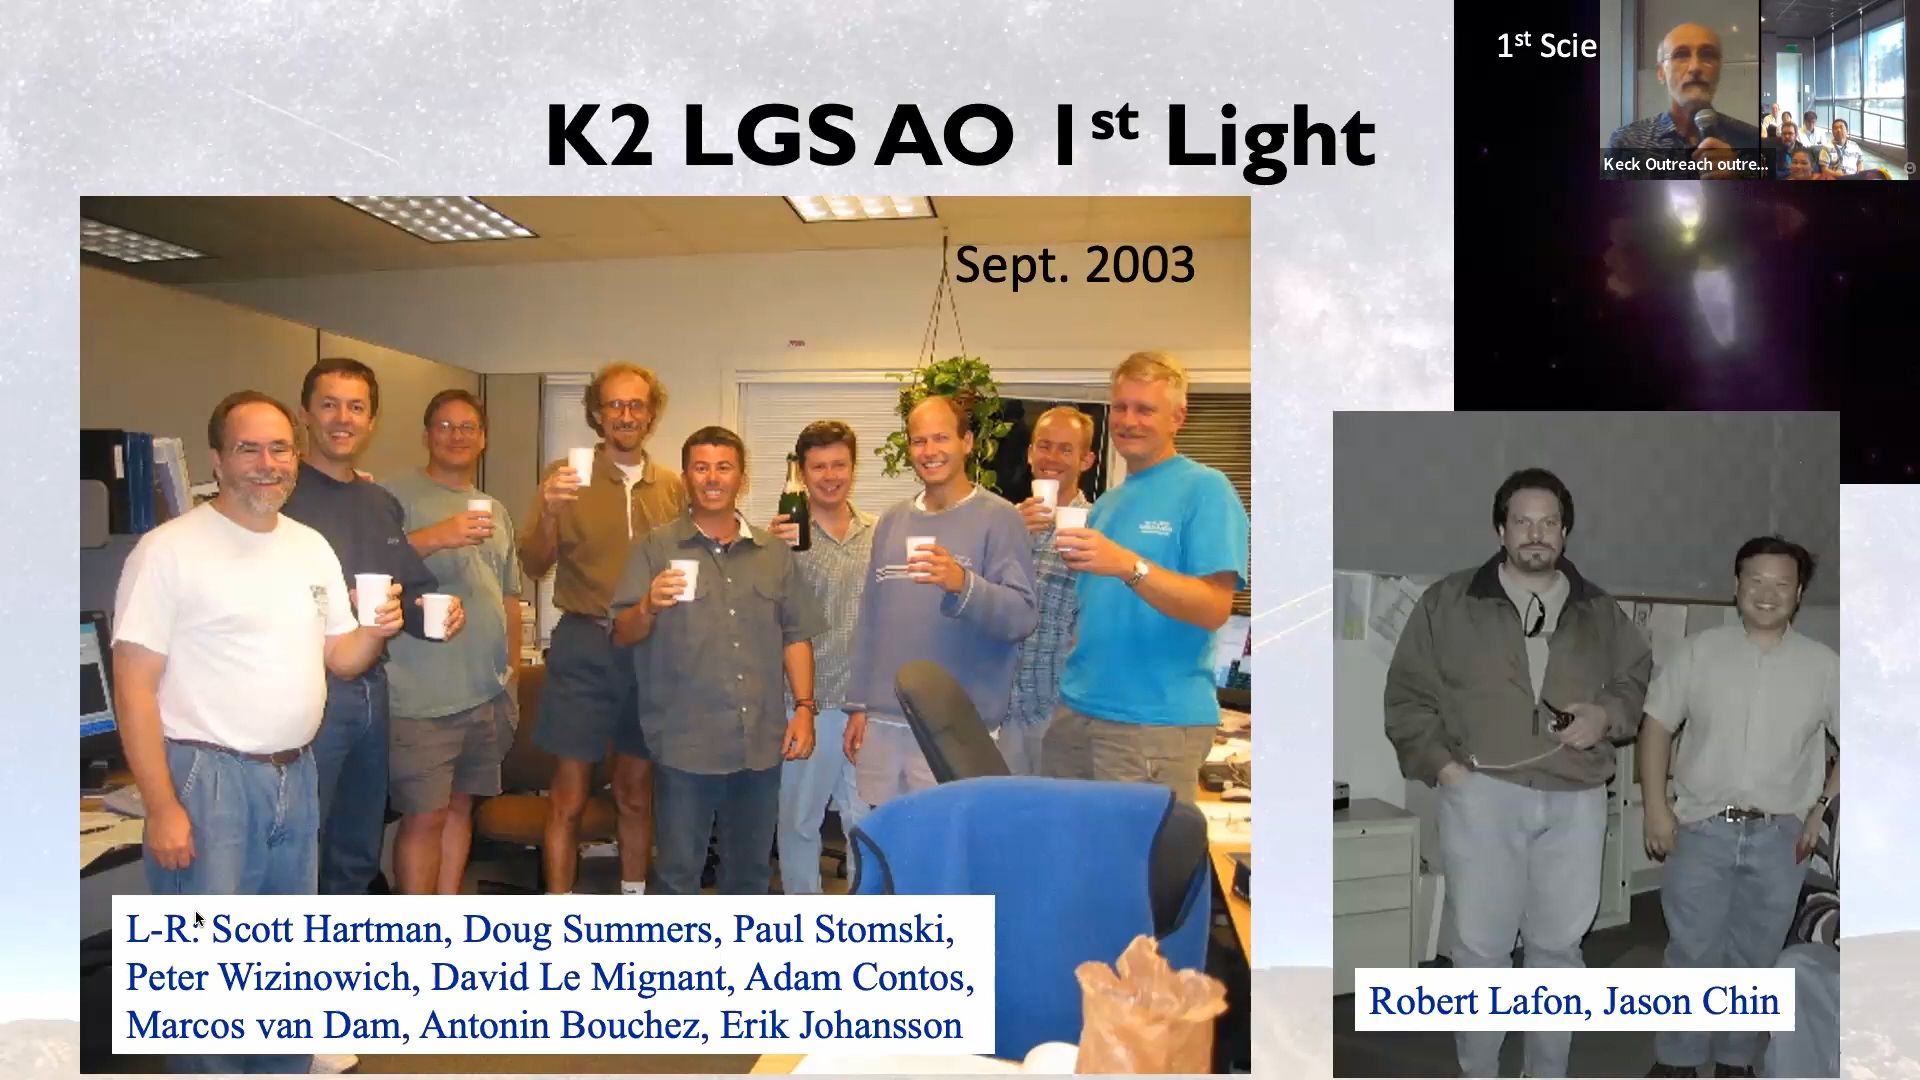 K2 LGS AO 1st Light
1st Scie
Keck Outreach outre...
Sept. 2003
L-R: Scott Hartman, Doug Summers, Paul Stomski,
Peter Wizinowich, David Le Mignant, Adam Contos,
Marcos van Dam, Antonin Bouchez, Erik Johansson
Robert Lafon, Jason Chin